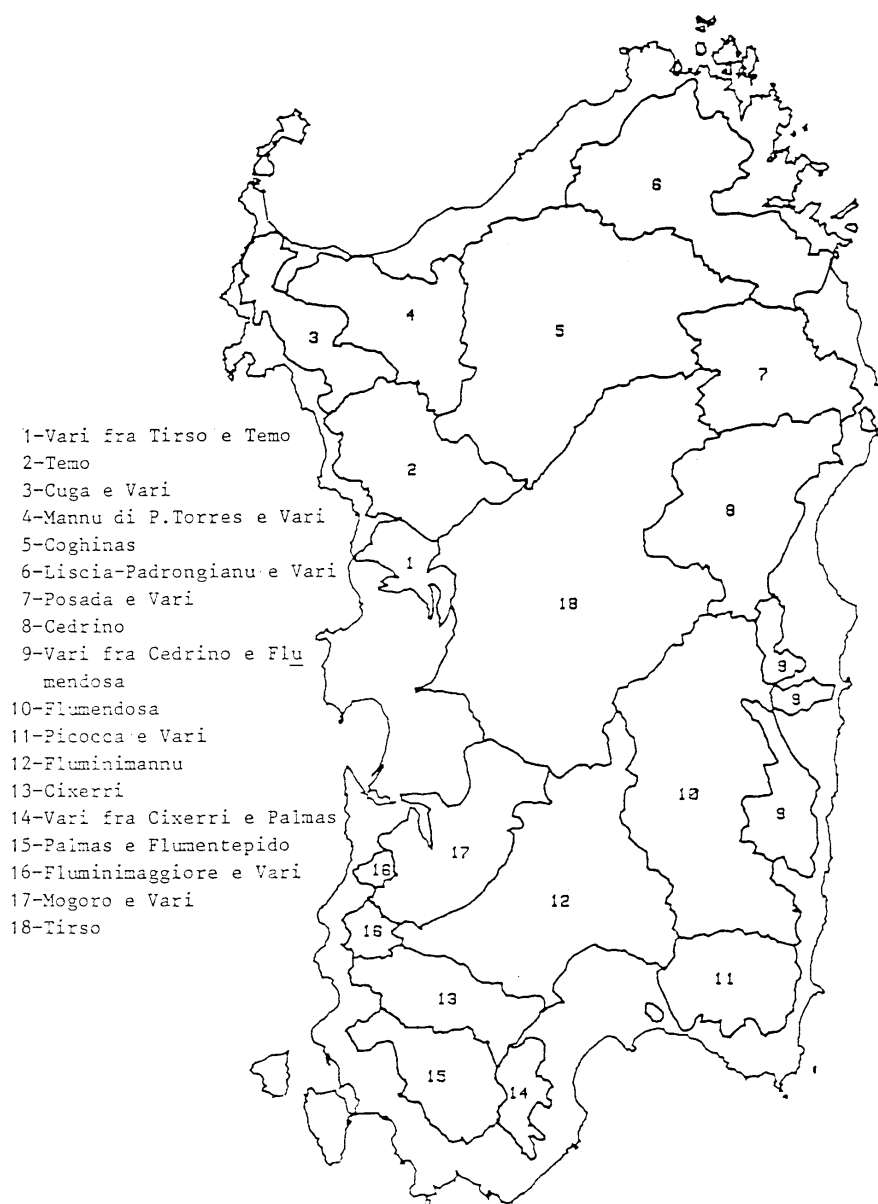 1-Vari fra Tirso e Temo
2-Temo
3-Cuga e Vari
4-Mannu di P.Torres e Vari
5-Coghinas
6-Liscia-Padrongianu e Vari
7-Posada e Vari
8-Cedrino
9-Vari fra Cedrino e Flu
mendosa
10-Flumendosa
11-Picocca e Vari
12-Fluminimannu
13-Cixerri
14-Vari fra Cixerri e Palmas
15-Palmas e Flumentepido
16-Fluminimaggiore e Vari
17-Mogoro e Vari
18-Tirso
6
4
5
3
7
2
8
1
18
9
9
10
9
17
16
12
16
11
13
15
14